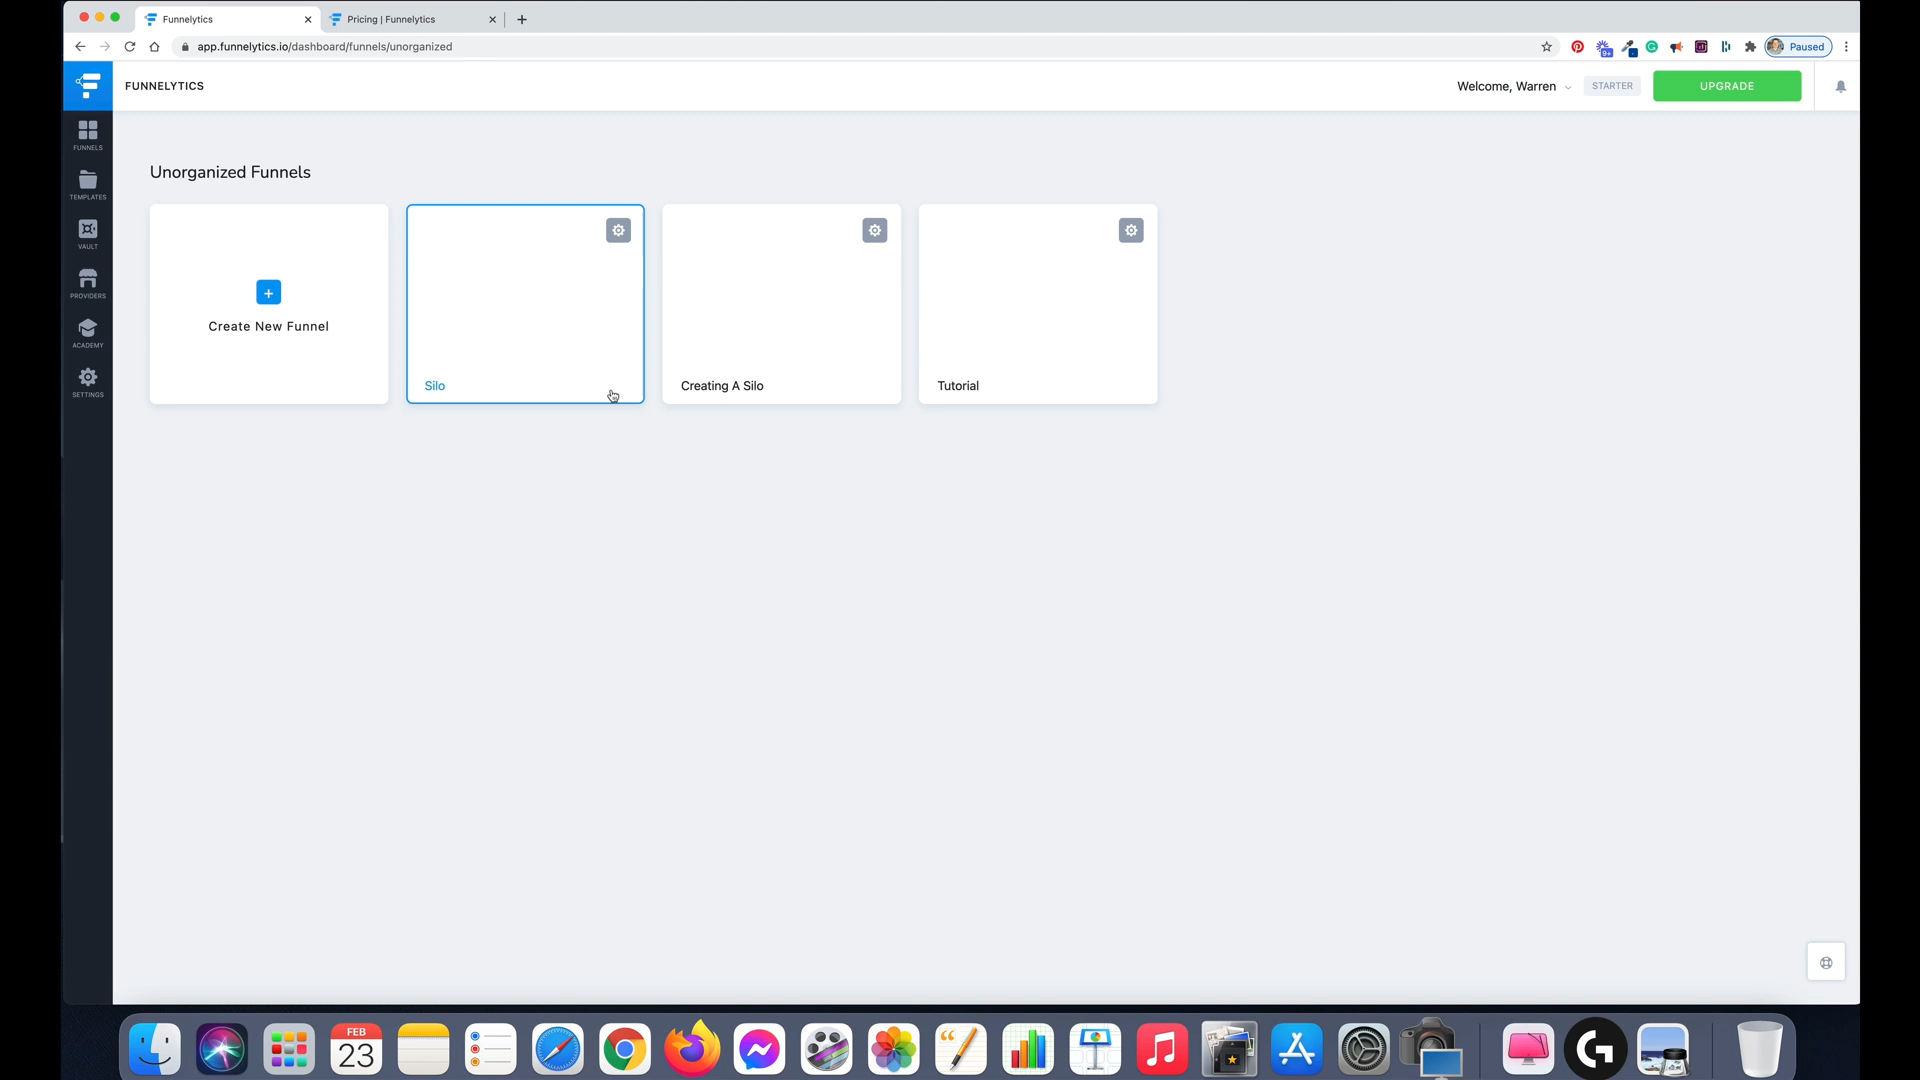 Funnelytics
Pricing | Funnelytics
app.funnelytics.io/dashboard/funnels/unorganized
9+
Paused
FUNNELYTICS
Welcome, Warren
STARTER
UPGRADE
FUNNELS
TEMPLATES
VAULT
PROVIDERS
ACADEMY
SETTINGS
Unorganized Funnels
Create New Funnel
Silo
Creating A Silo
Tutorial
FEB
23